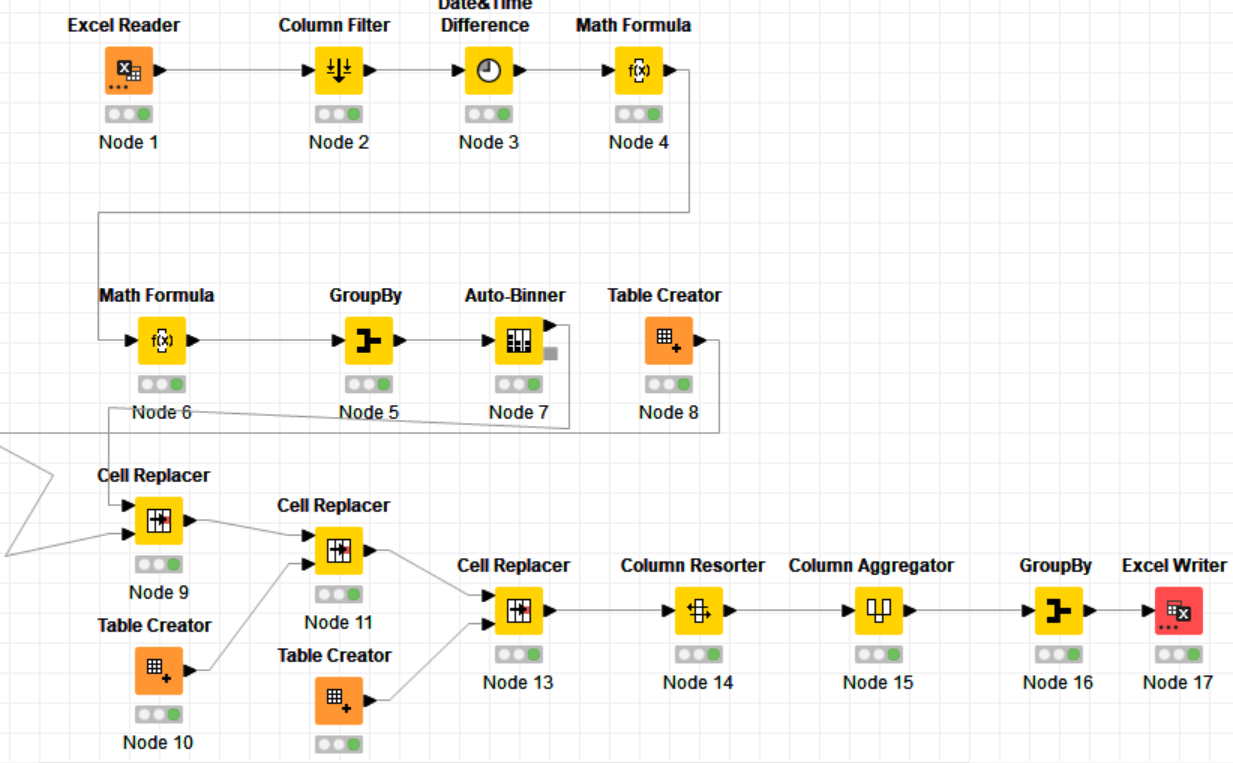 Date&Time
Excel Reader
Column Filter
Difference
Math Formula
Node 1
Node 2
Node 3
Node 4
Math Formula
GroupBy
Auto-Binner
Table Creator
Node 6
Node 5
Node 7
Node 8
Cell Replacer
Cell Replacer
Cell Replacer
Column Resorter
Column Aggregator
GroupBy
Excel Writer
Node 9
Node 11
Table Creator
Table Creator
Node 13
Node 14
Node 15
Node 16
Node 17
Node 10